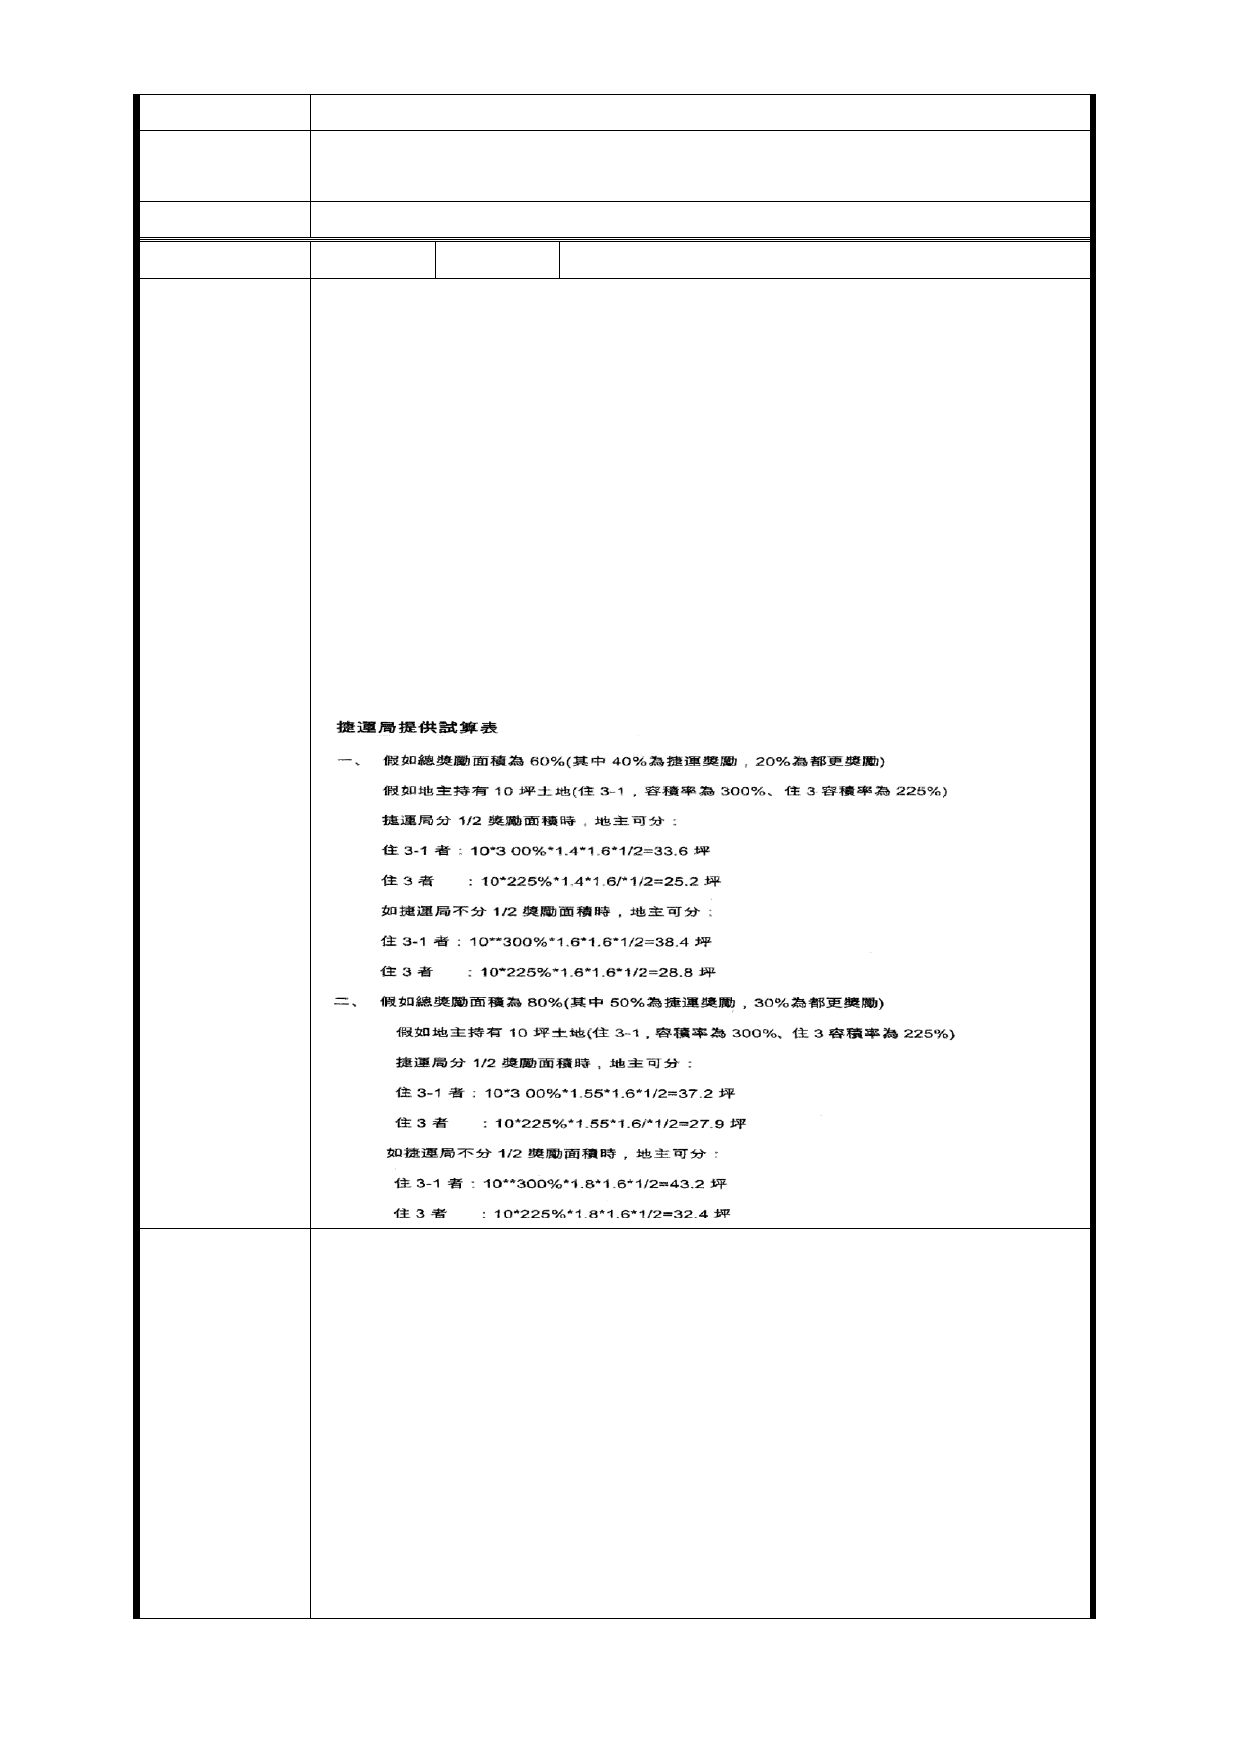 捷運局提供試算表
一、 假如總獎勵面積為 60%(其中 40%為捷運獎勵，20%為都更獎勵)
假如地主持有 10 坪土地(住 3-1，容積率為 300%、住 3 容積率為 225%)
捷運局分 1/2 獎勵面積時，地主可分：
住 3-1 者：10*3 00%*1.4*1.6*1/2=33.6 坪
住 3 者 ：10*225%*1.4*1.6/*1/2=25.2 坪
如捷運局不分 1/2 獎勵面積時，地主可分：
住 3-1 者：10**300%*1.6*1.6*1/2=38.4 坪
住 3 者 ：10*225%*1.6*1.6*1/2=28.8 坪
二、 假如總獎勵面積為 80%(其中 50%為捷運獎勵，30%為都更獎勵)
假如地主持有 10 坪土地(住 3-1，容積率為 300%、住 3 容積率為 225%)
捷運局分 1/2 獎勵面積時，地主可分：
住 3-1 者：10*3 00%*1.55*1.6*1/2=37.2 坪
住 3 者 ：10*225%*1.55*1.6/*1/2=27.9 坪
如捷運局不分 1/2 獎勵面積時，地主可分：
住 3-1 者：10**300%*1.8*1.6*1/2=43.2 坪
住 3 者 ：10*225%*1.8*1.6*1/2=32.4 坪